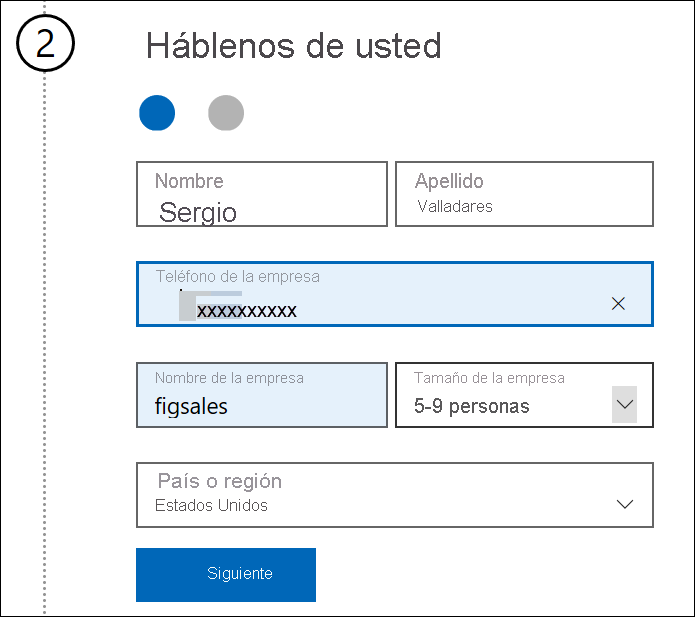 2
Háblenos de usted
Nombre
Sergio
Apellido
Valladares
Teléfono de la empresa
xxxxxxxxxx
Nombre de la empresa
figsales
Tamaño de la empresa
5-9 personas
País o región
Estados Unidos
Siguiente